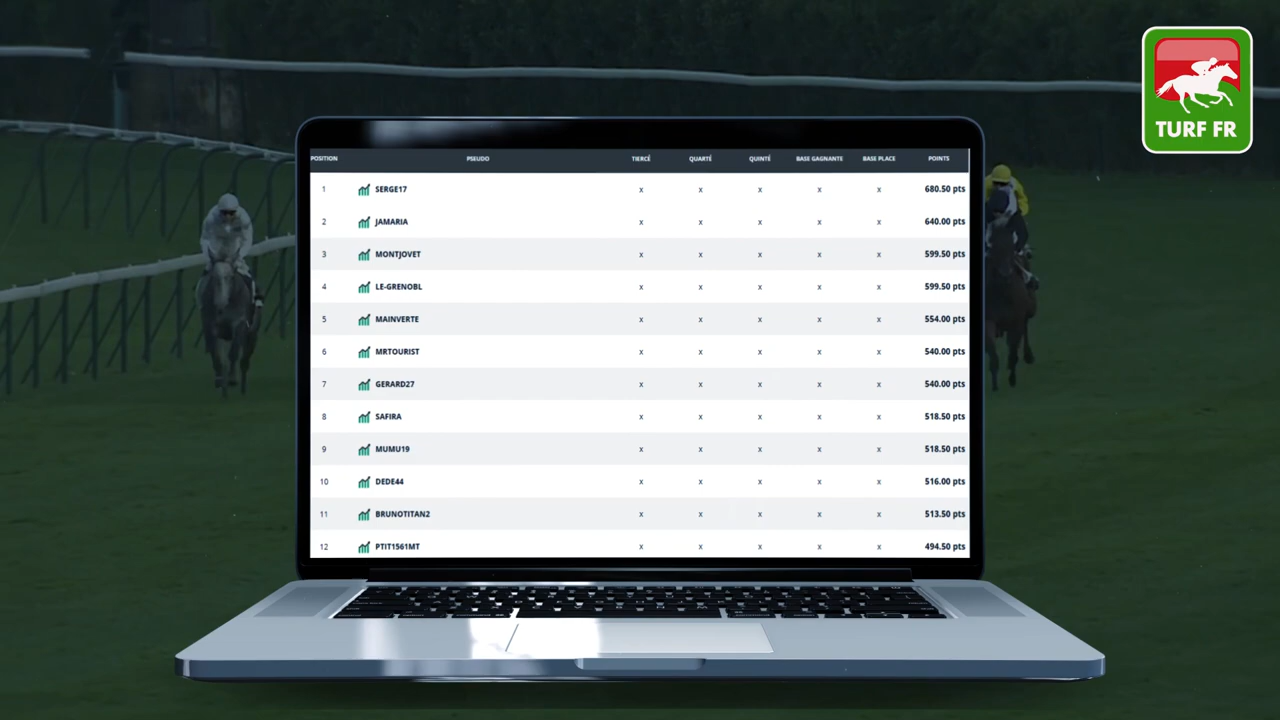 TURF FR
POSITION PSEUDO TIERCÉ QUARTÉ QUINTÉ BASE GAGNANTE BASE PLACE POINTS
1 SERGE17 x x x x x 680.50 pts
2 JAMARIA x x x x x 640.00 pts
3 MONTJOVET x x x x x 599.50 pts
4 LE-GRENOBL x x x x x 599.50 pts
5 MAINVERTE x x x x x 554.00 pts
6 MRTOURIST x x x x x 540.00 pts
7 GERARD27 x x x x x 540.00 pts
8 SAFIRA x x x x x 518.50 pts
9 MUMU19 x x x x x 518.50 pts
10 DEDE44 x x x x x 516.00 pts
11 BRUNOTITAN2 x x x x x 513.50 pts
12 PTIT1561MT x x x x x 494.50 pts